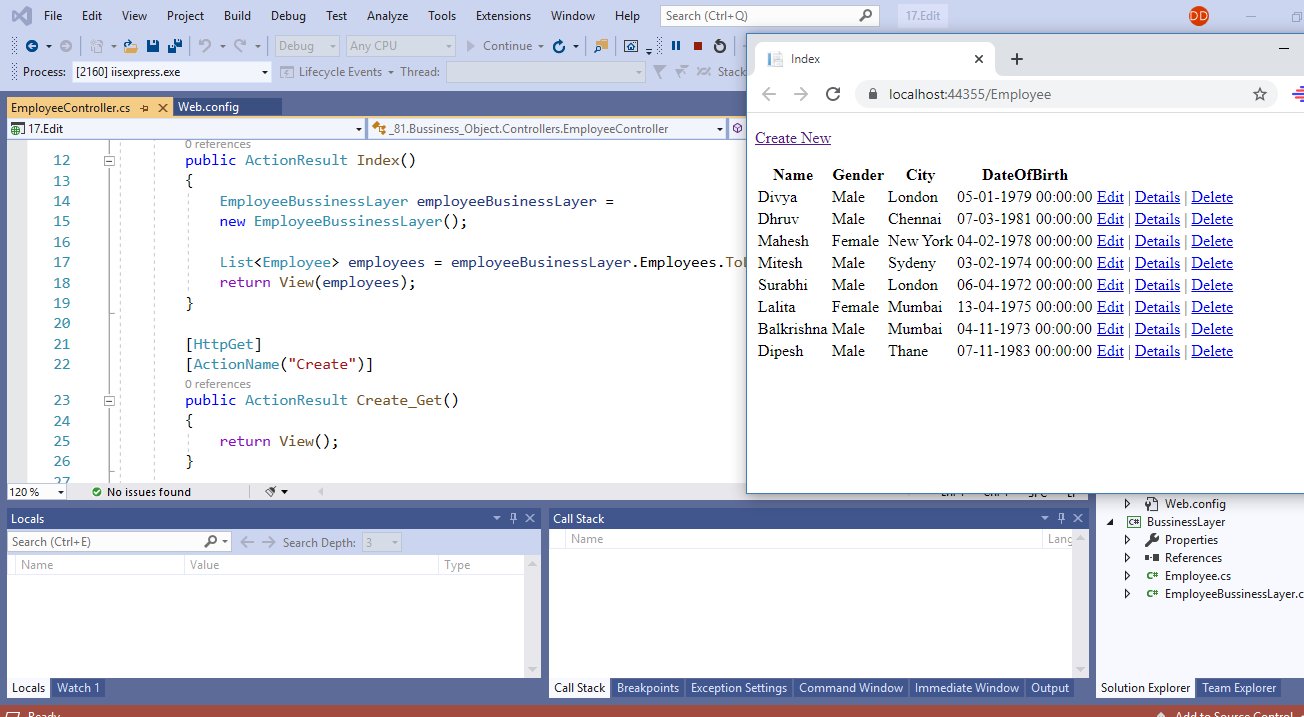 File Edit View Project Build Debug Test Analyze Tools Extensions Window Help Search (Ctrl+Q) 17.Edit DD
Debug Any CPU Continue
Process: [2160] iisexpress.exe Lifecycle Events Thread: Stack
EmployeeController.cs Web.config
17.Edit _81.Bussiness_Object.Controllers.EmployeeController
0 references
12 public ActionResult Index()
13 {
14 EmployeeBussinessLayer employeeBusinessLayer =
15 new EmployeeBussinessLayer();
16
17 List<Employee> employees = employeeBusinessLayer.Employees.ToL
18 return View(employees);
19 }
20
21 [HttpGet]
22 [ActionName("Create")]
0 references
23 public ActionResult Create_Get()
24 {
25 return View();
26 }
27
120 % No issues found
Index
localhost:44355/Employee
Create New
Name Gender City DateOfBirth
Divya Male London 05-01-1979 00:00:00 Edit | Details | Delete
Dhruv Male Chennai 07-03-1981 00:00:00 Edit | Details | Delete
Mahesh Female New York 04-02-1978 00:00:00 Edit | Details | Delete
Mitesh Male Sydeny 03-02-1974 00:00:00 Edit | Details | Delete
Surabhi Male London 06-04-1972 00:00:00 Edit | Details | Delete
Lalita Female Mumbai 13-04-1975 00:00:00 Edit | Details | Delete
Balkrishna Male Mumbai 04-11-1973 00:00:00 Edit | Details | Delete
Dipesh Male Thane 07-11-1983 00:00:00 Edit | Details | Delete
Locals
Search (Ctrl+E) Search Depth: 3
Name Value Type
Locals Watch 1
Call Stack
Name Lang
Call Stack Breakpoints Exception Settings Command Window Immediate Window Output
Web.config
BussinessLayer
Properties
References
C# Employee.cs
C# EmployeeBussinessLayer.c
Solution Explorer Team Explorer
Ready Add to Source Control